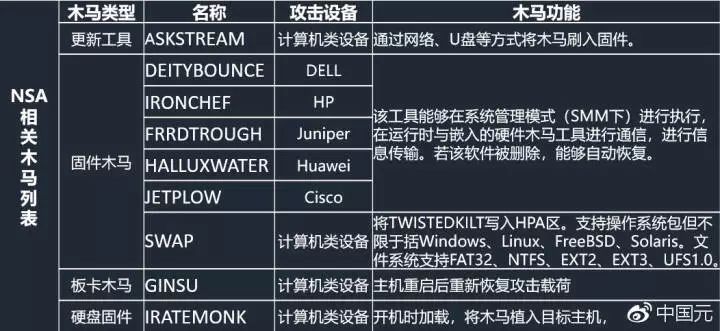 木马类型 名称 攻击设备 木马功能
NSA相关木马列表
更新工具 ASKSTREAM 计算机类设备 通过网络、U盘等方式将木马刷入固件。
固件木马
DEITYBOUNCE DELL
IRONCHEF HP
FRRDTROUGH Juniper
HALLUXWATER Huawei
JETPLOW Cisco
该工具能够在系统管理模式（SMM下）进行执行，
在运行时与嵌入的硬件木马工具进行通信，进行信
息传输。若该软件被删除，能够自动恢复。
SWAP 计算机类设备
将TWISTEDKILT写入HPA区。支持操作系统包但不
限于括Windows、Linux、FreeBSD、Solaris。文
件系统支持FAT32、NTFS、EXT2、EXT3、UFS1.0。
板卡木马 GINSU 计算机类设备 主机重启后重新恢复攻击载荷
硬盘固件 IRATEMONK 计算机类设备 开机时加载，将木马植入目标主机，
中国元